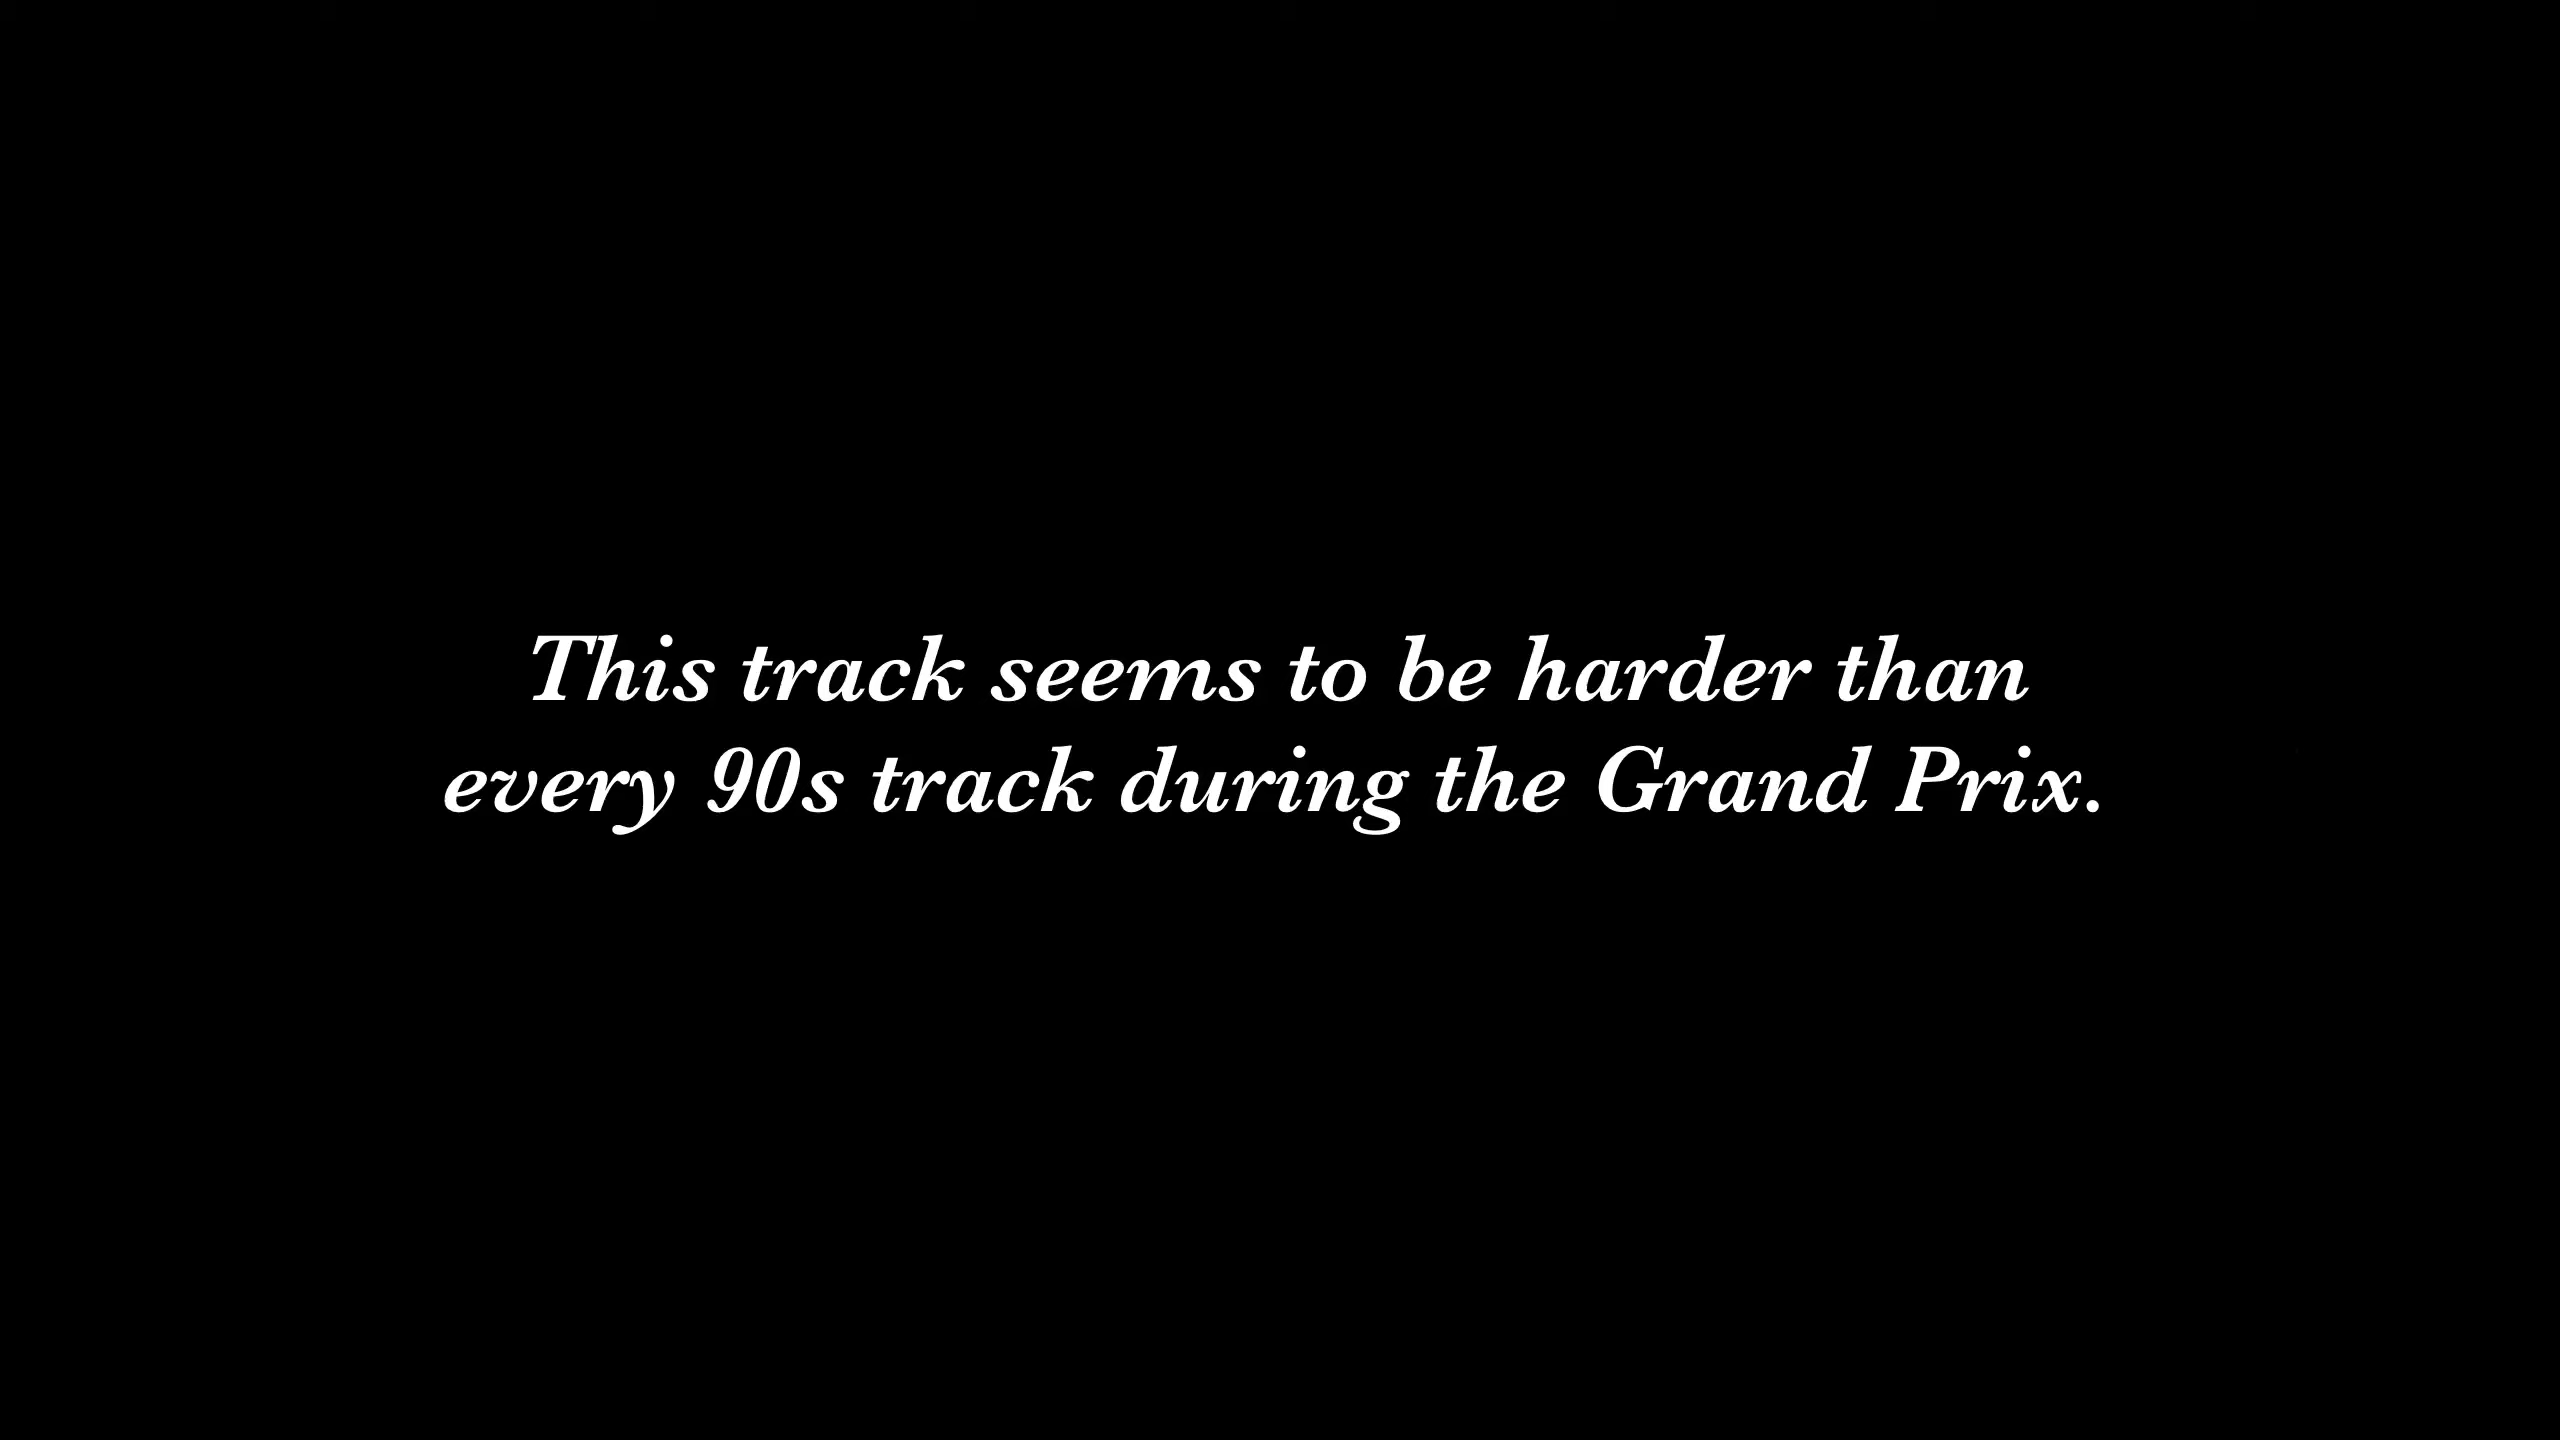 This track seems to be harder than
every 90s track during the Grand Prix.